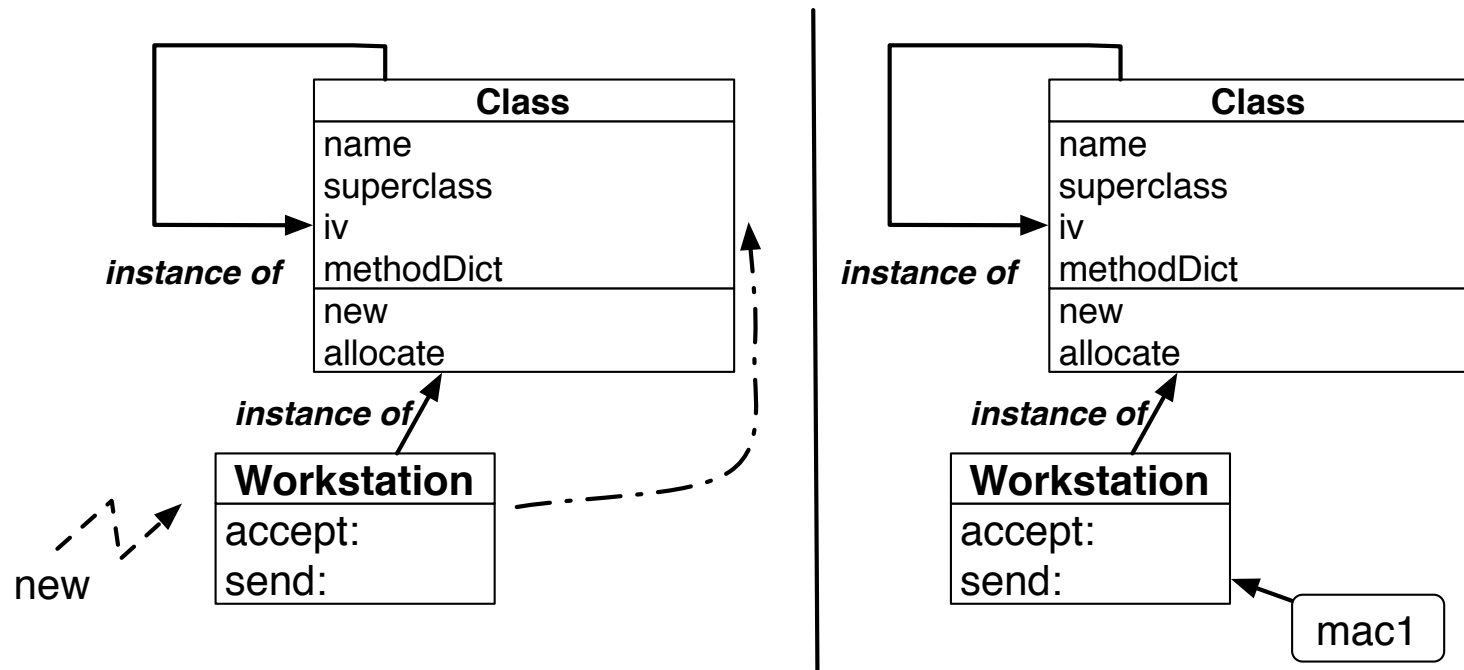 Class
name
superclass
iv
instance of
methodDict
new
allocate
instance of
Workstation
accept:
send:
new
Class
name
superclass
iv
instance of
methodDict
new
allocate
instance of
Workstation
accept:
send:
mac1